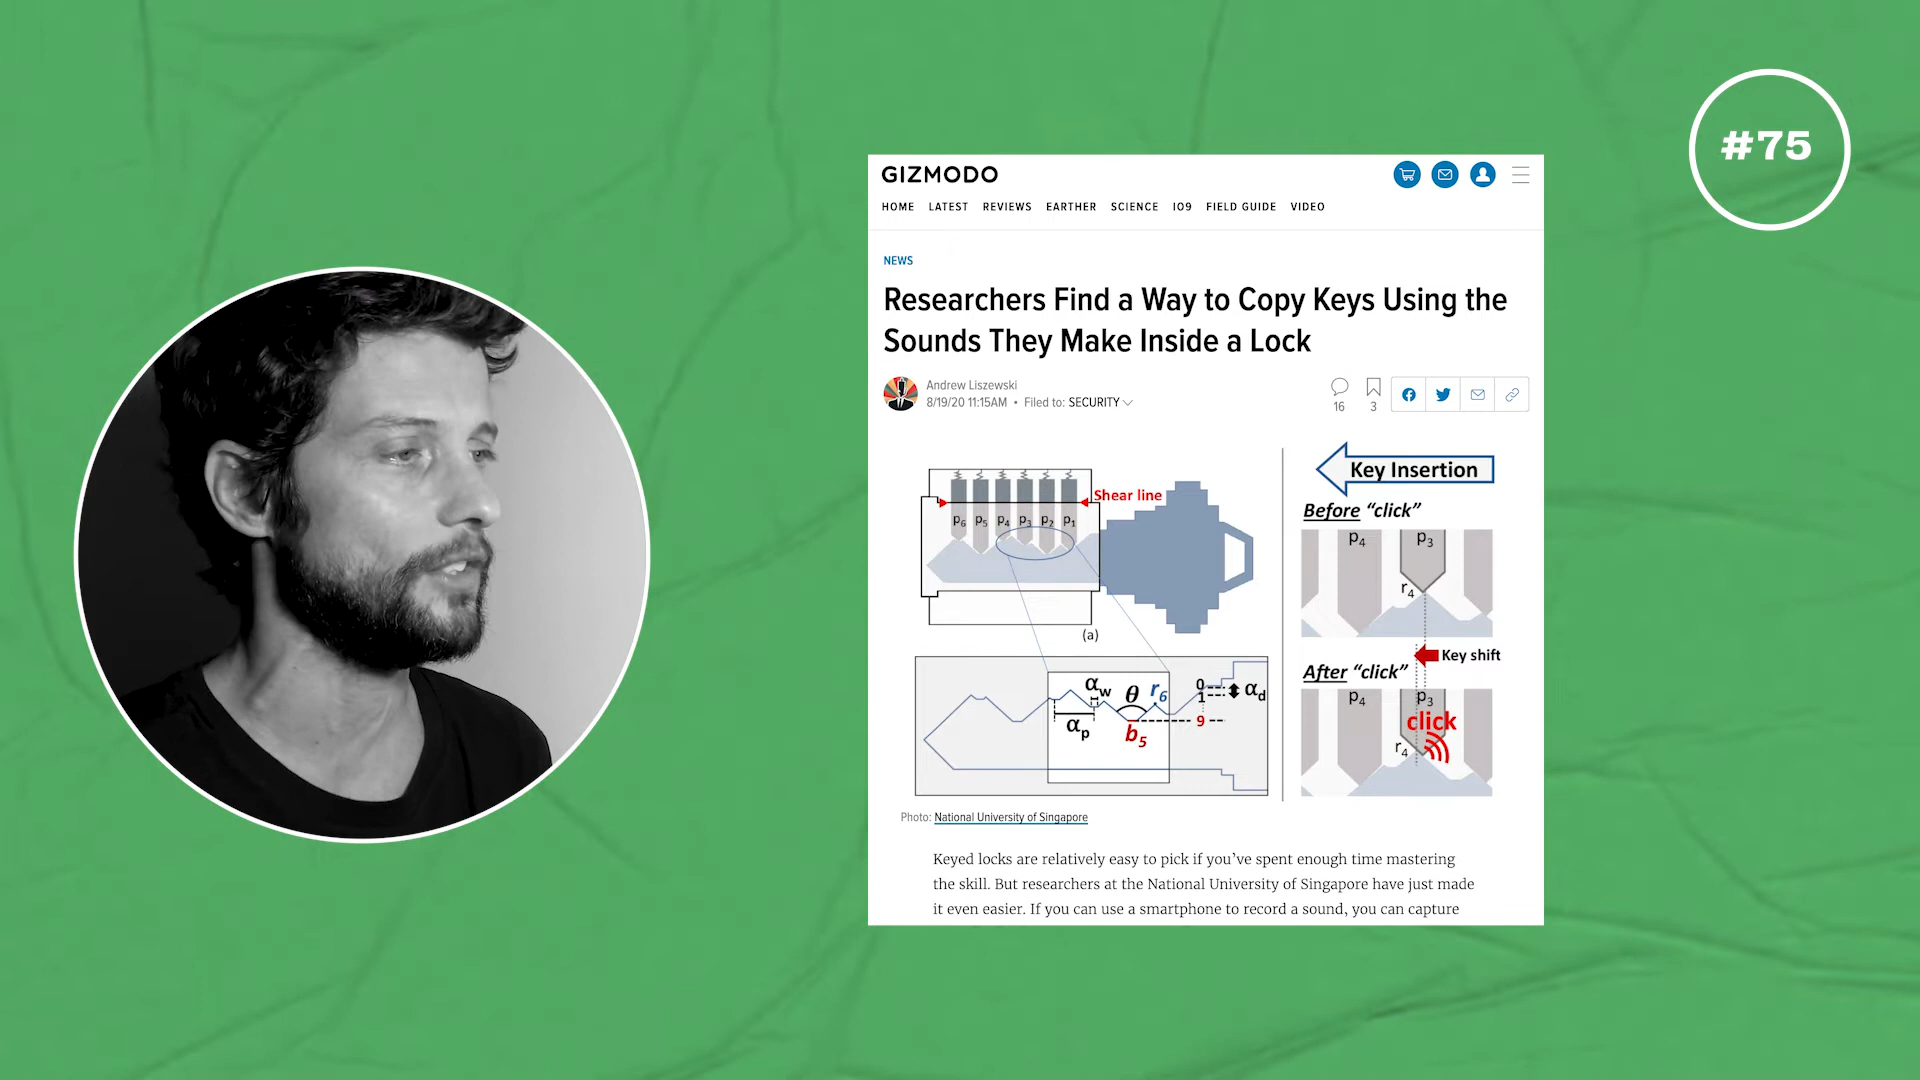 #75
GIZMODO
HOME LATEST REVIEWS EARTHER SCIENCE IO9 FIELD GUIDE VIDEO
NEWS
Researchers Find a Way to Copy Keys Using the
Sounds They Make Inside a Lock
Andrew Liszewski
8/19/20 11:15AM • Filed to: SECURITY
16
3
Shear line
p6 p5 p4 p3 p2 p1
(a)
αw θ r6 0 1 αd
αp b5 9
Key Insertion
Before “click”
p4 p3
r4
Key shift
After “click”
p4 p3
click
r4
Photo: National University of Singapore
Keyed locks are relatively easy to pick if you’ve spent enough time mastering
the skill. But researchers at the National University of Singapore have just made
it even easier. If you can use a smartphone to record a sound, you can capture